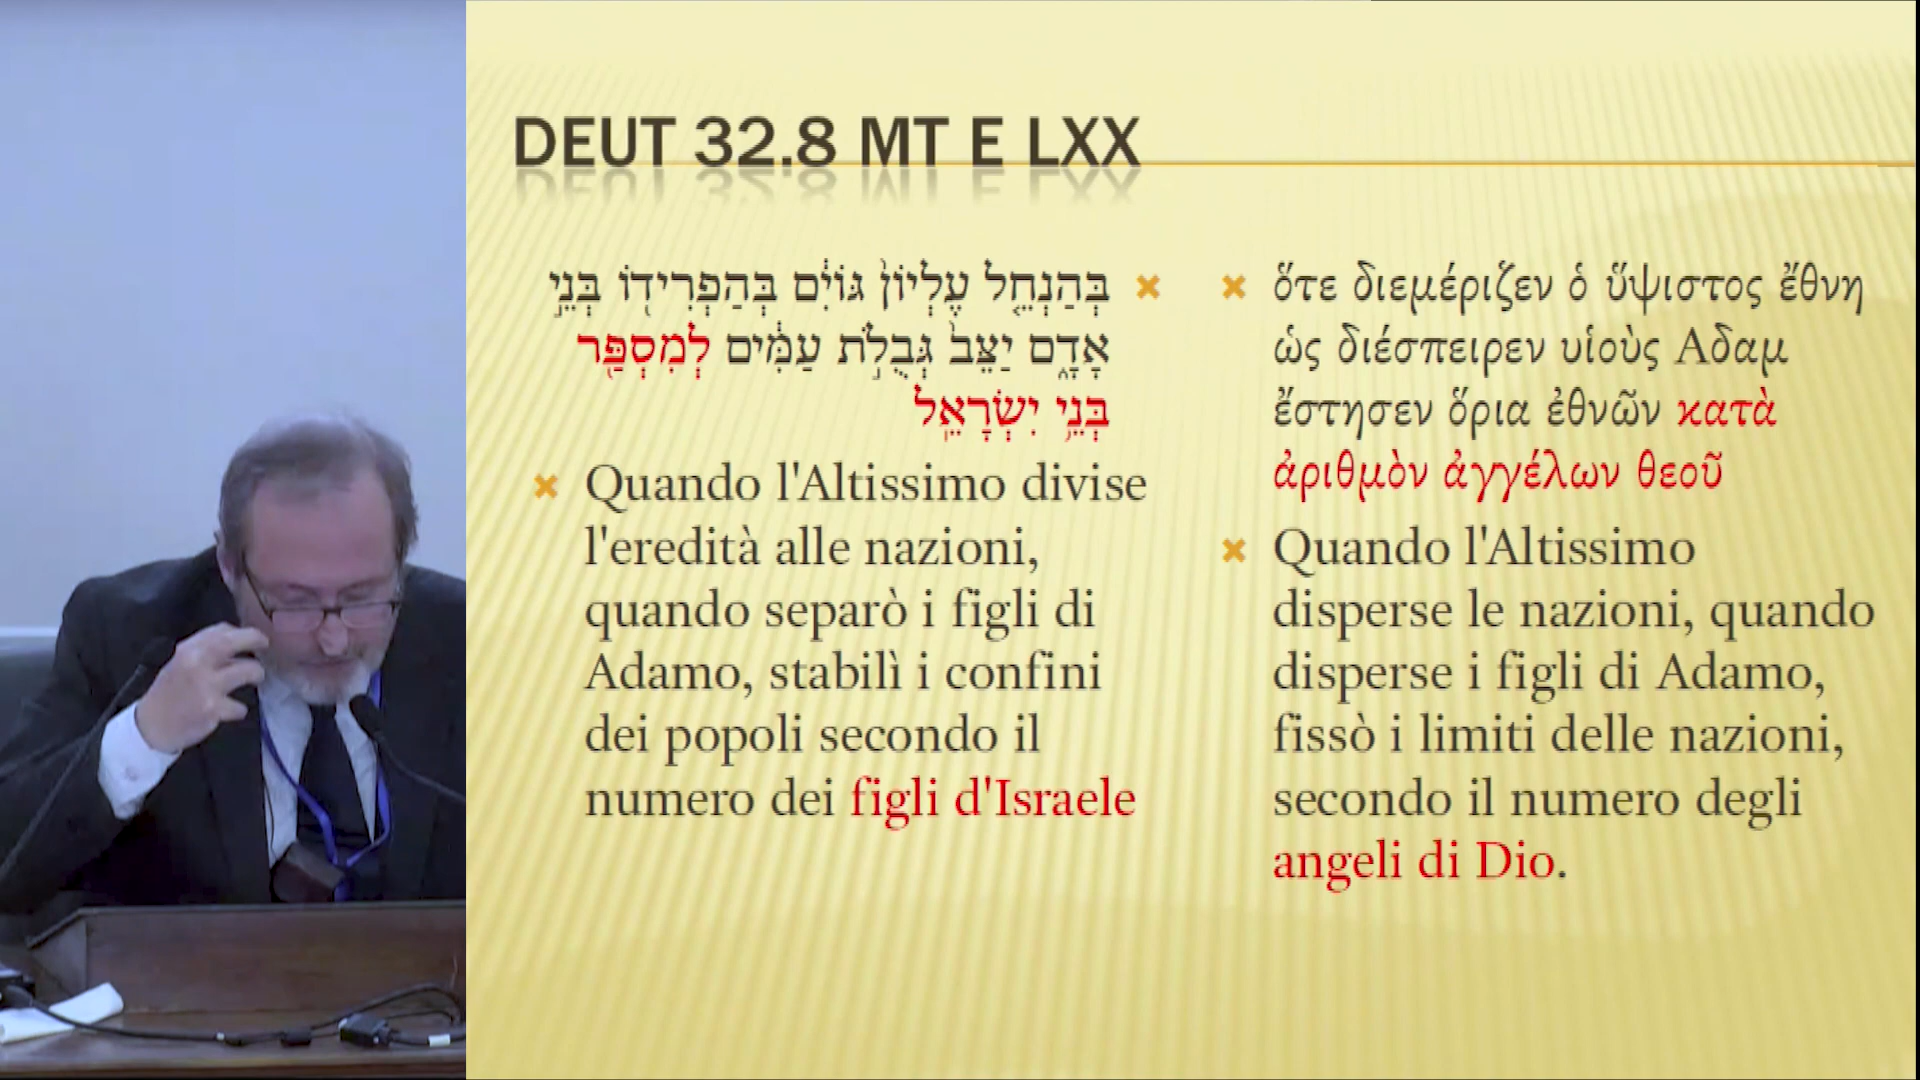 DEUT 32.8 MT E LXX
בְּהַנְחֵ֤ל עֶלְיוֹן֙ גּוֹיִ֔ם בְּהַפְרִיד֖וֹ בְּנֵ֣י
אָדָ֑ם יַצֵּב֙ גְּבֻלֹ֣ת עַמִּ֔ים לְמִסְפַּ֖ר
בְּנֵ֥י יִשְׂרָאֵֽל
Quando l'Altissimo divise
l'eredità alle nazioni,
quando separò i figli di
Adamo, stabilì i confini
dei popoli secondo il
numero dei figli d'Israele
ὅτε διεμέριζεν ὁ ὕψιστος ἔθνη
ὡς διέσπειρεν υἱοὺς Αδαμ
ἔστησεν ὅρια ἐθνῶν κατὰ
ἀριθμὸν ἀγγέλων θεοῦ
Quando l'Altissimo
disperse le nazioni, quando
disperse i figli di Adamo,
fissò i limiti delle nazioni,
secondo il numero degli
angeli di Dio.